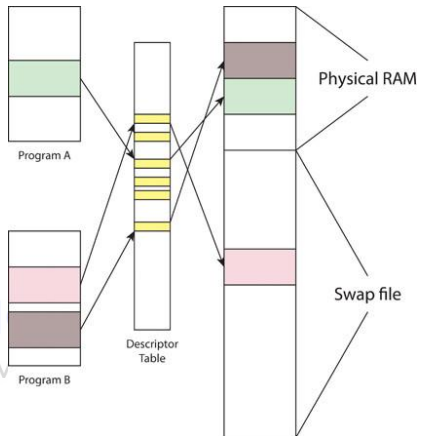 Physical RAM
Program A
Swap file
Descriptor
Table
Program B